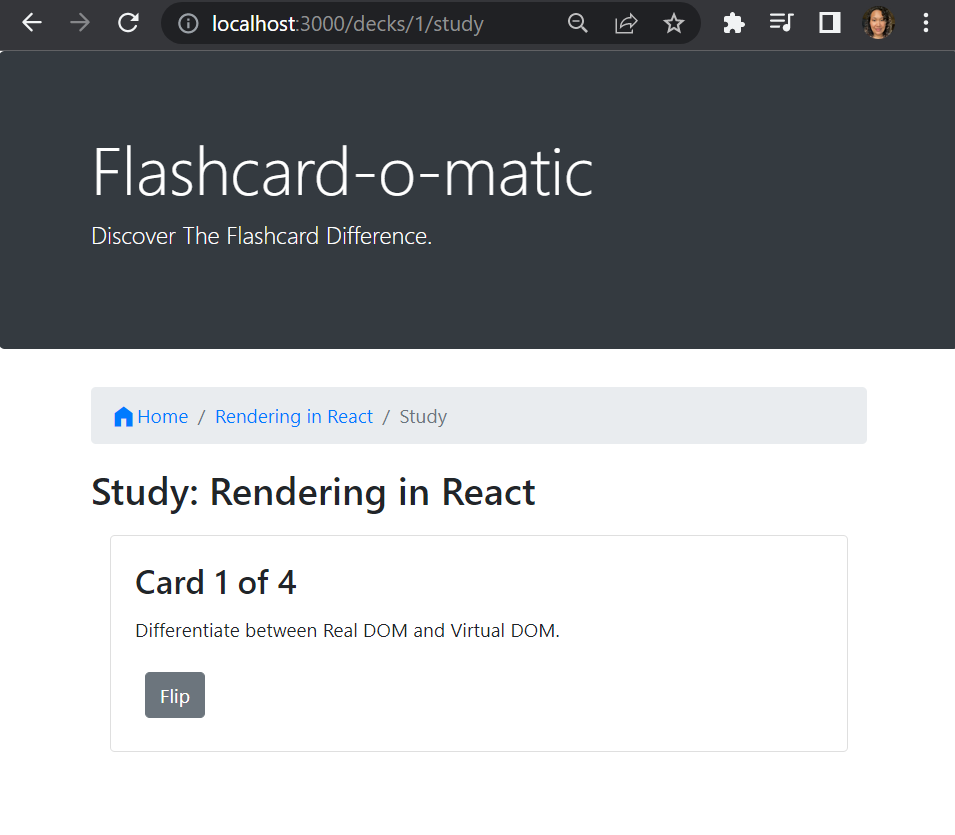 localhost:3000/decks/1/study
Flashcard-o-matic
Discover The Flashcard Difference.
Home / Rendering in React / Study
Study: Rendering in React
Card 1 of 4
Differentiate between Real DOM and Virtual DOM.
Flip